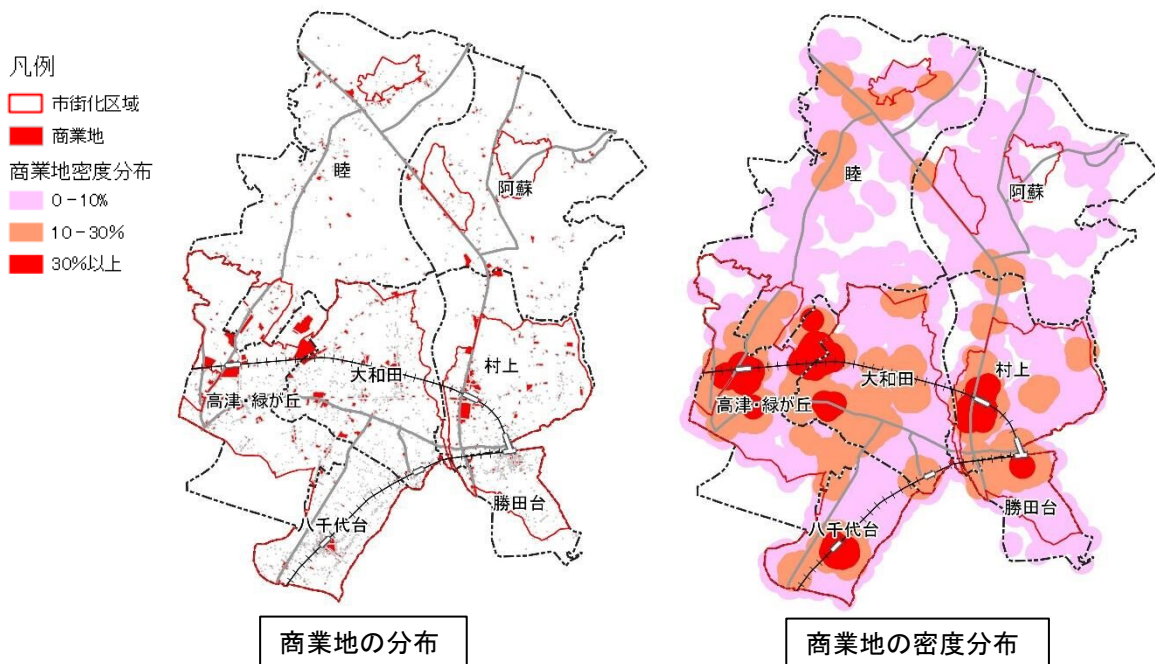 凡例
市街化区域
商業地
商業地密度分布
0-10%
10-30%
30%以上
睦
阿蘇
村上
大和田
高津・緑が丘
勝田台
八千代台
商業地の分布
睦
阿蘇
村上
大和田
高津・緑が丘
勝田台
八千代台
商業地の密度分布